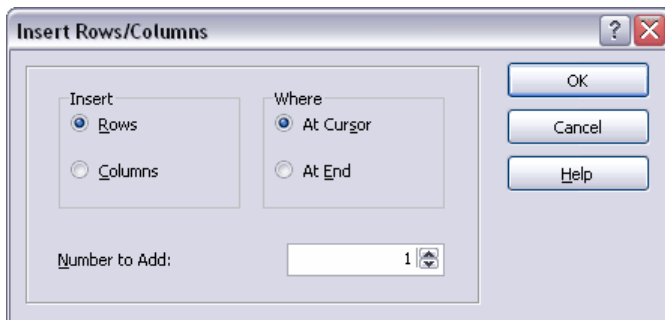 Insert Rows/Columns
?
OK
Insert
Where
Rows
At Cursor
Cancel
Columns
At End
Help
Number to Add:
1